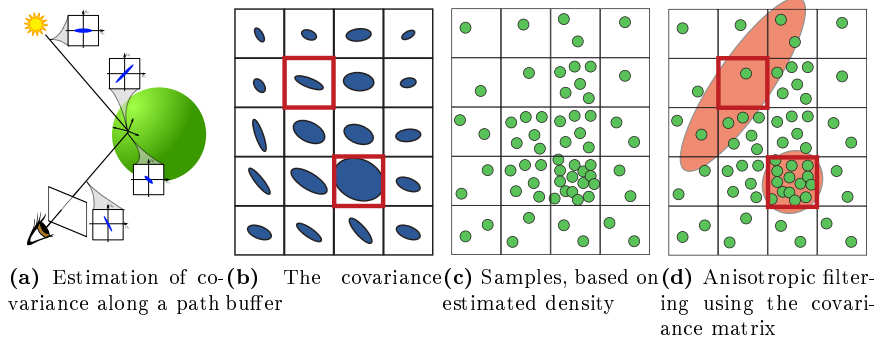 (a) Estimation of co-
variance along a path
(b) The covariance
buffer
(c) Samples, based on
estimated density
(d) Anisotropic filter-
ing using the covari-
ance matrix